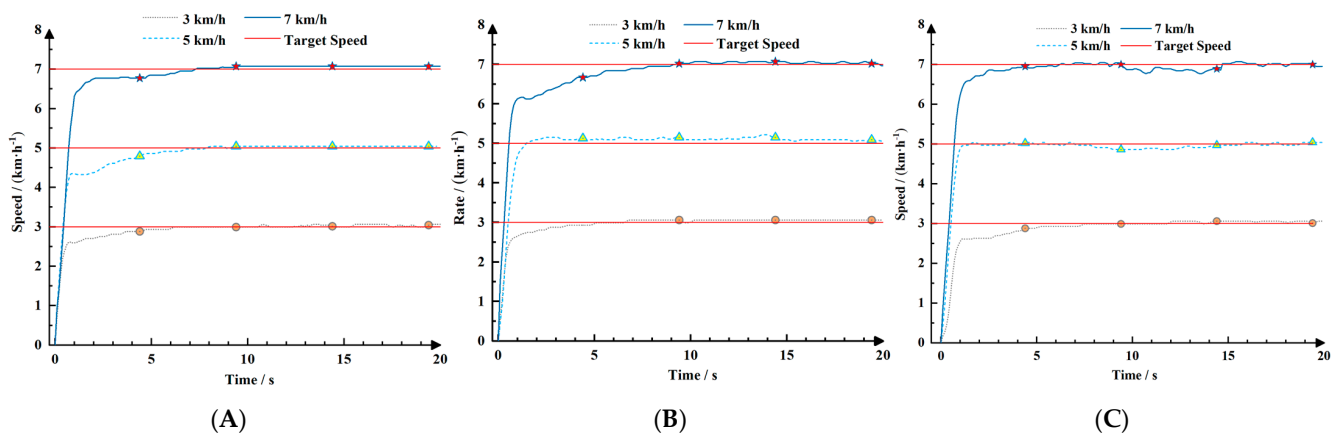 3 km/h 7 km/h
5 km/h Target Speed
8
7
6
5
4
3
2
1
0
Speed / (km·h⁻¹)
0 5 10 15 20
Time / s
(A)
3 km/h 7 km/h
5 km/h Target Speed
8
7
6
5
4
3
2
1
0
Rate / (km·h⁻¹)
0 5 10 15 20
Time / s
(B)
3 km/h 7 km/h
5 km/h Target Speed
8
7
6
5
4
3
2
1
0
Speed / (km·h⁻¹)
0 5 10 15 20
Time / s
(C)